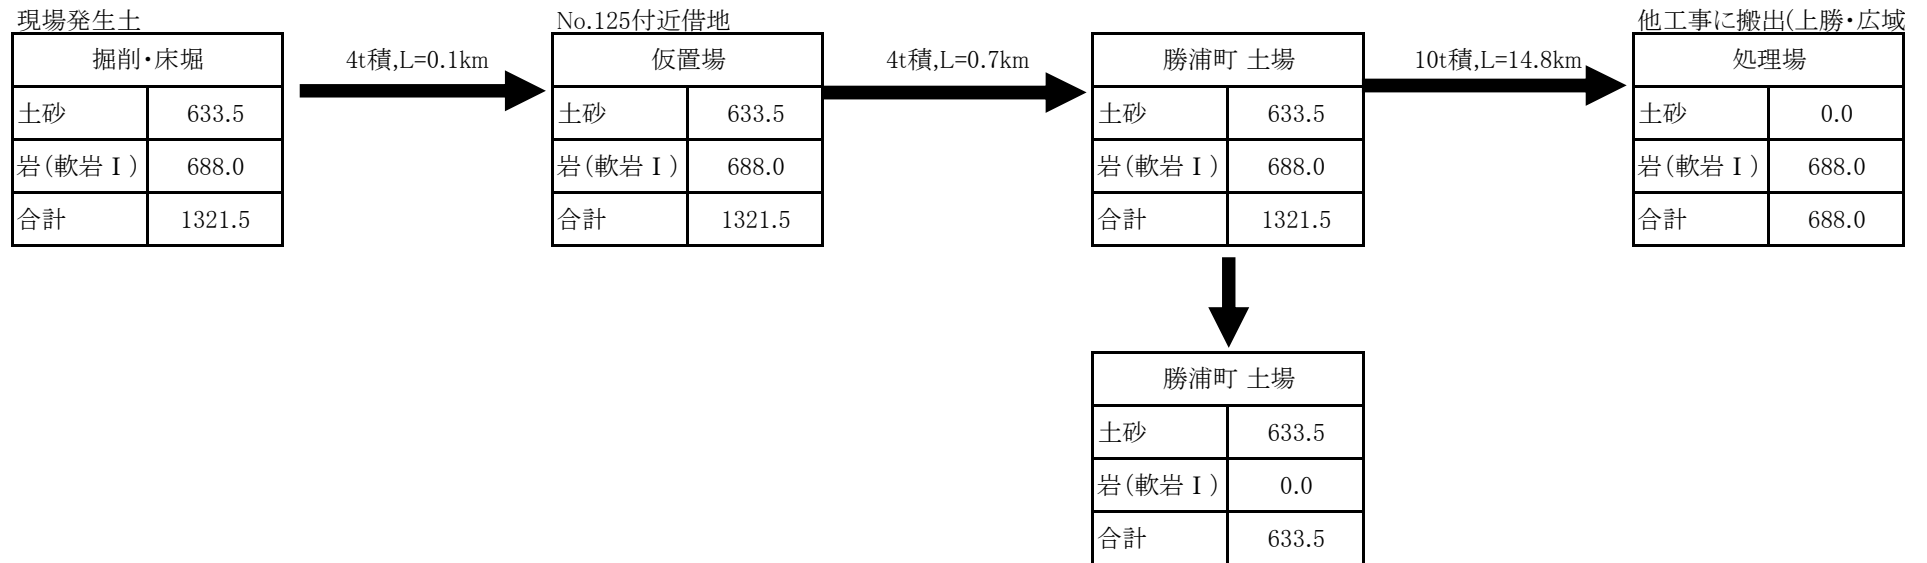 現場発生土
掘削・床堀
土砂 633.5
岩(軟岩Ⅰ) 688.0
合計 1321.5
4t積,L=0.1km
No.125付近借地
仮置場
土砂 633.5
岩(軟岩Ⅰ) 688.0
合計 1321.5
4t積,L=0.7km
勝浦町 土場
土砂 633.5
岩(軟岩Ⅰ) 688.0
合計 1321.5
10t積,L=14.8km
他工事に搬出(上勝・広域
処理場
土砂 0.0
岩(軟岩Ⅰ) 688.0
合計 688.0
勝浦町 土場
土砂 633.5
岩(軟岩Ⅰ) 0.0
合計 633.5